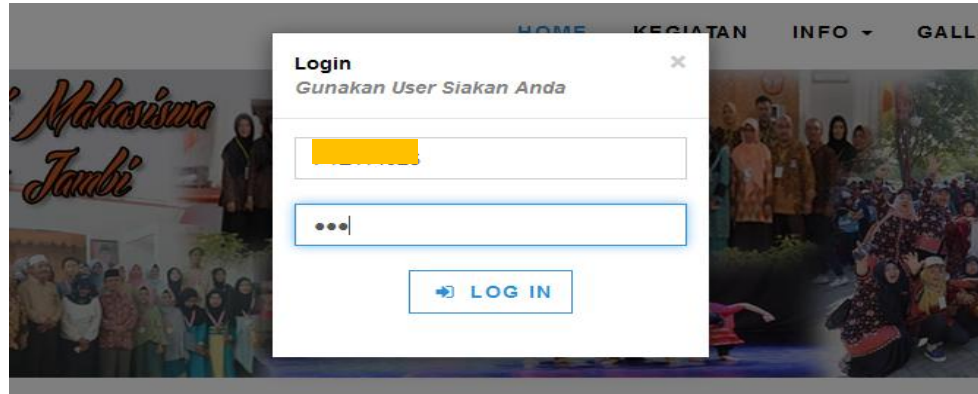 HOME KEGIATAN INFO GALL
Login
Gunakan User Siakan Anda
Mahasiswa
Jambi
LOG IN